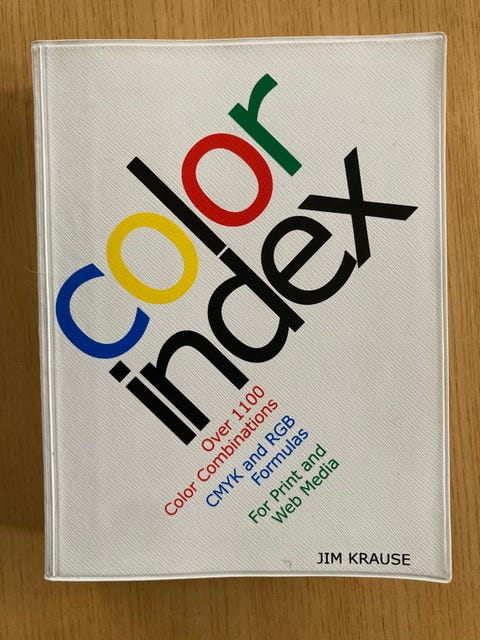 color
index
Over 1100
Color Combinations
CMYK and RGB
Formulas
For Print and
Web Media
JIM KRAUSE